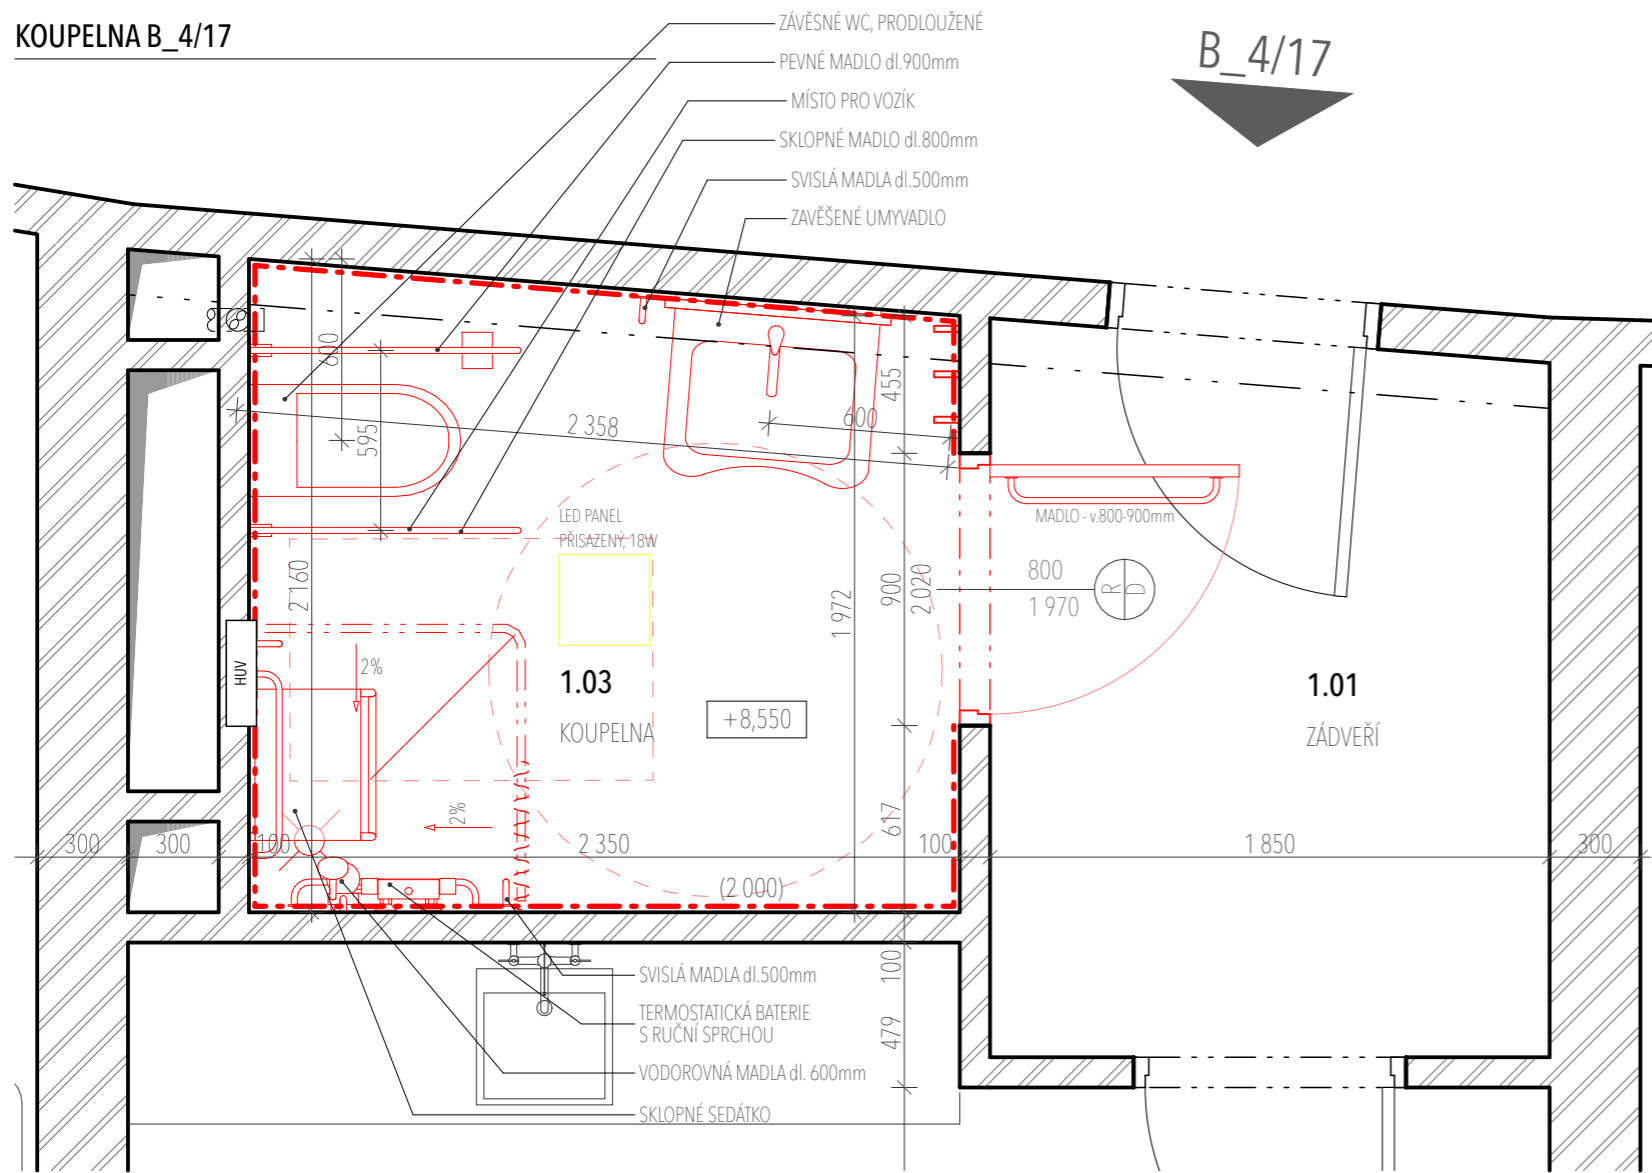 KOUPELNA B_4/17
B_4/17
ZÁVĚSNÉ WC, PRODLOUŽENÉ
PEVNÉ MADLO dl.900mm
MÍSTO PRO VOZÍK
SKLOPNÉ MADLO dl.800mm
SVISLÁ MADLA dl.500mm
ZAVĚŠENÉ UMYVADLO
600
595
2 358
600
455
LED PANEL
PŘISAZENÝ, 18W
MADLO - v.800-900mm
2 160
1 972
900
2 020
800
1 970
R
D
HUV
2%
1.03
KOUPELNA
+8,550
1.01
ZÁDVEŘÍ
2%
617
300
300
100
2 350
100
1 850
300
(2 000)
100
479
SVISLÁ MADLA dl.500mm
TERMOSTATICKÁ BATERIE
S RUČNÍ SPRCHOU
VODOROVNÁ MADLA dl. 600mm
SKLOPNÉ SEDÁTKO